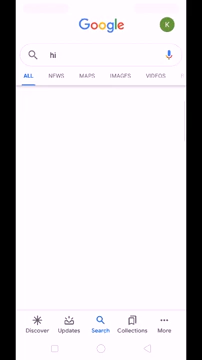 Google
K
hi
ALL NEWS MAPS IMAGES VIDEOS
Discover Updates Search Collections More